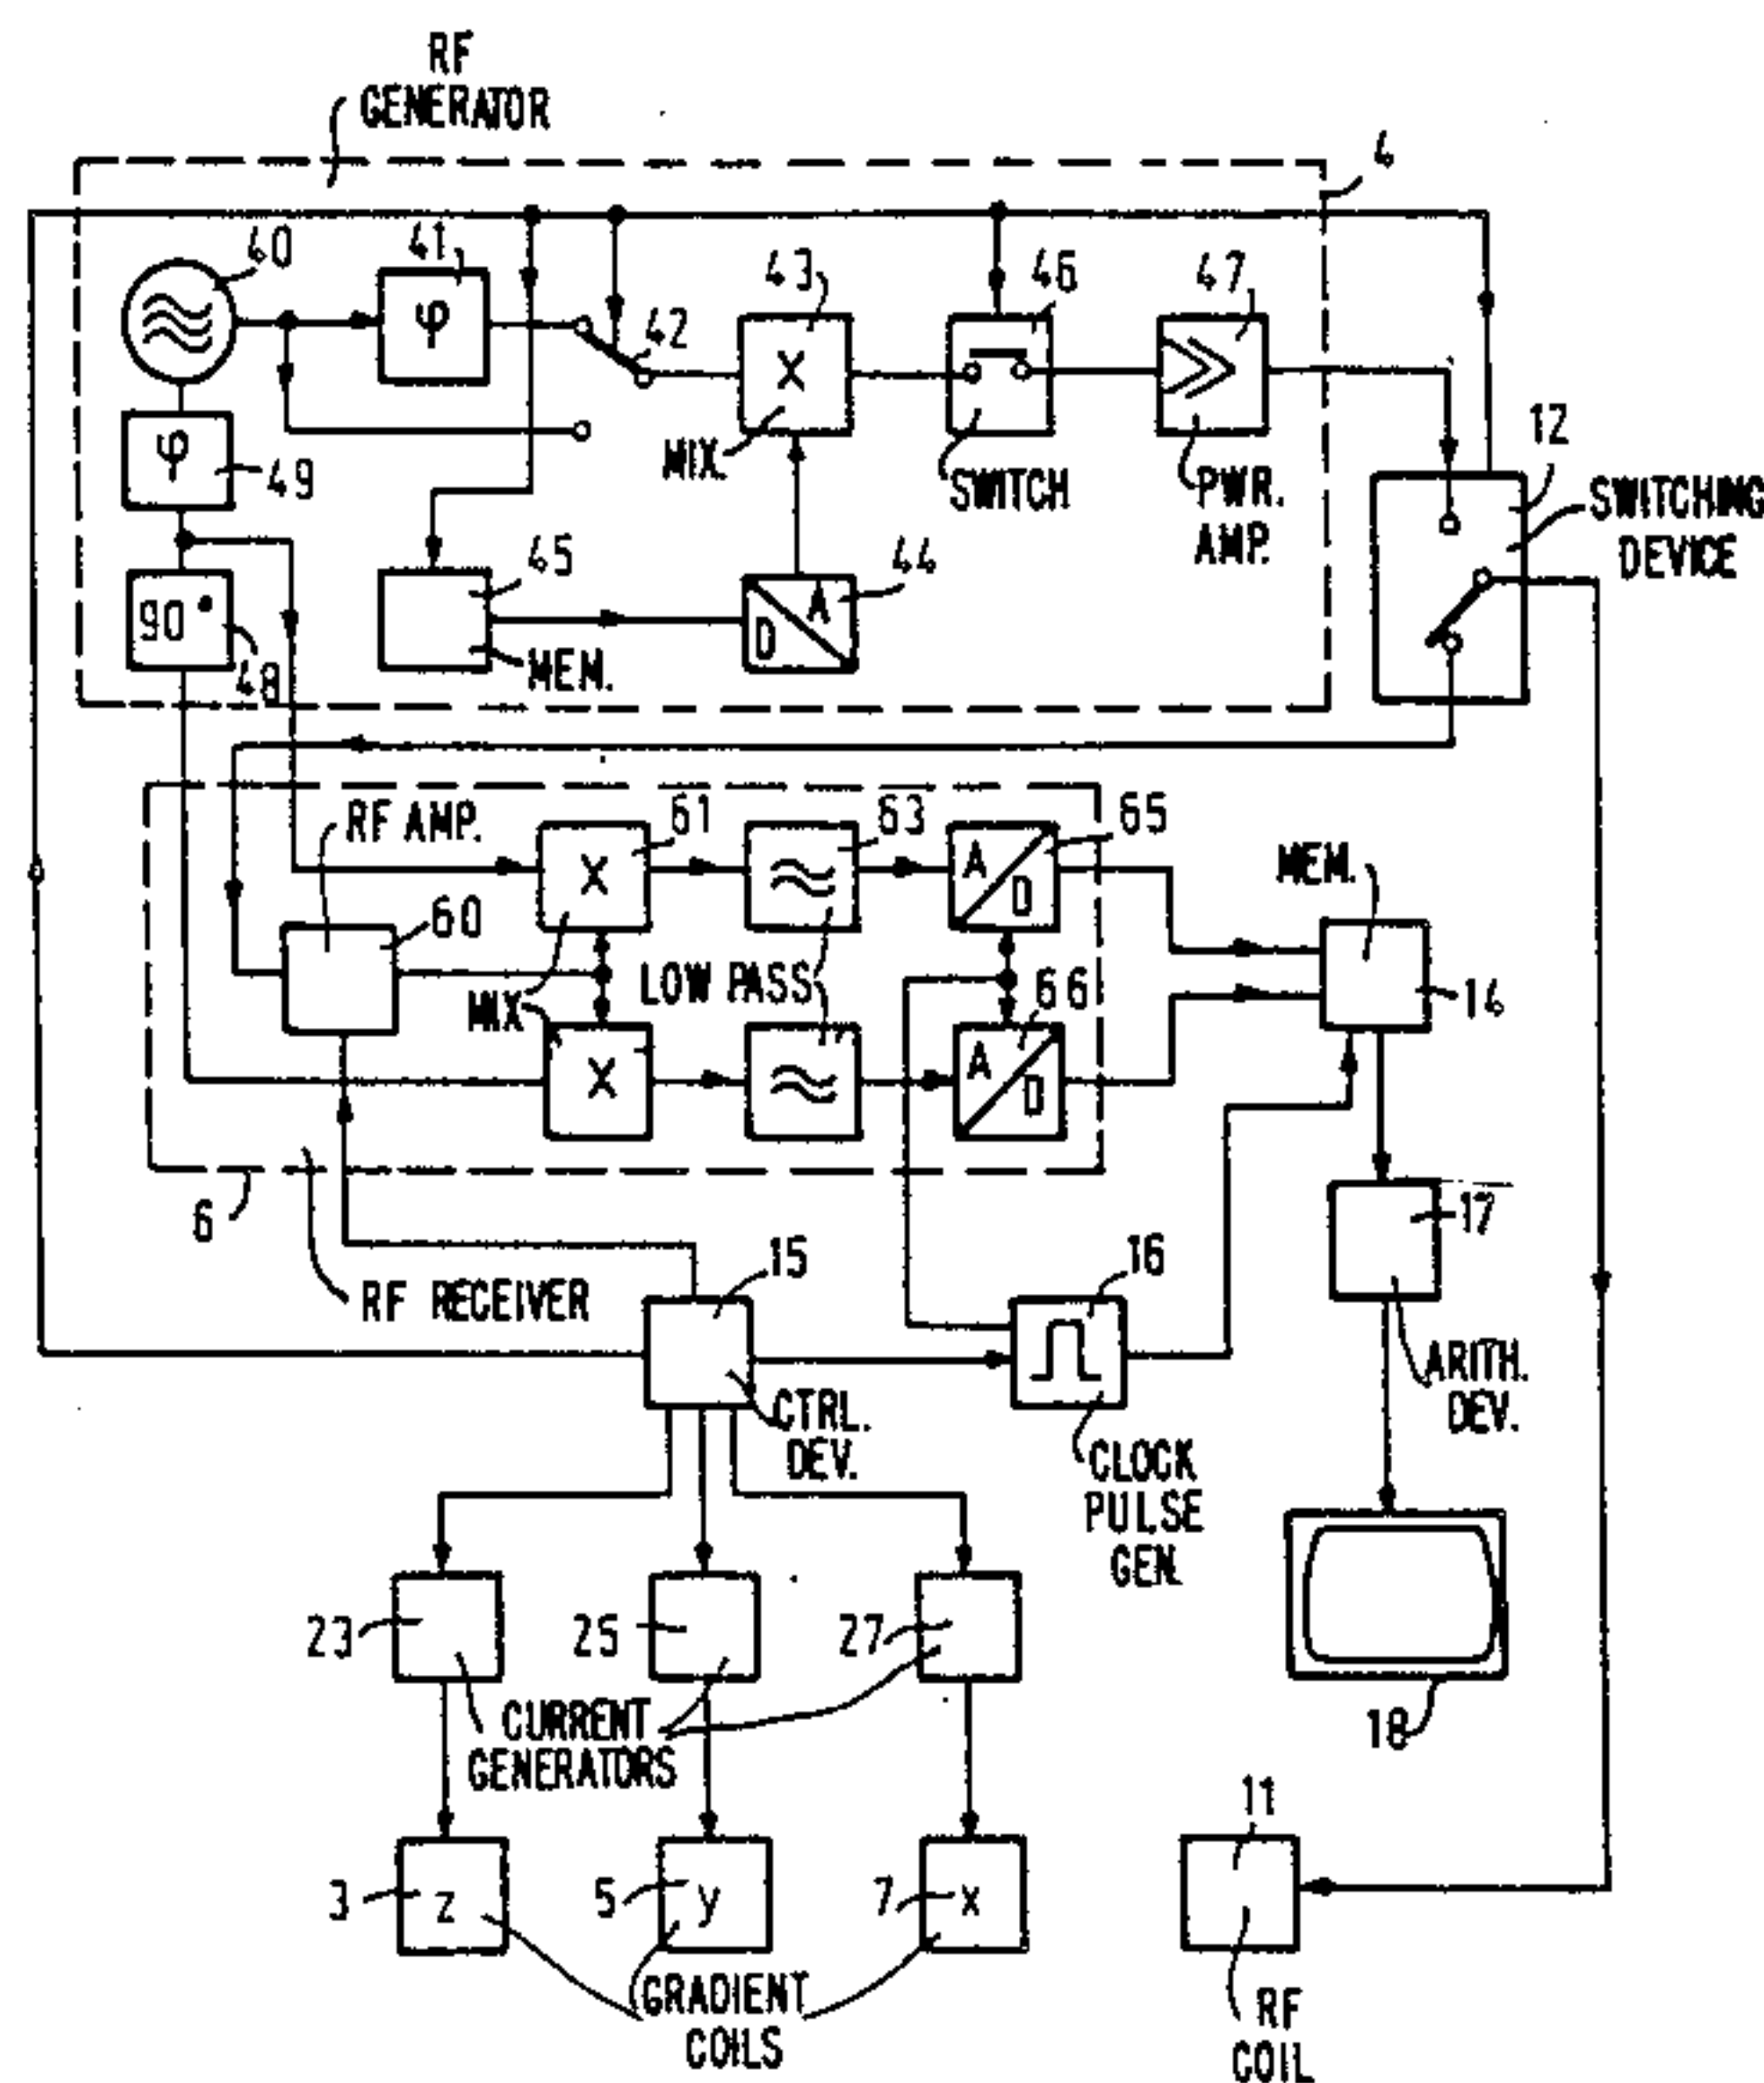 RF
GENERATOR
4
40
41
φ
42
43
X
MIX.
46
SWITCH
47
PWR.
AMP.
12
SWITCHING
DEVICE
φ
49
90°
48
45
MEM.
44
D A
RF AMP.
60
61
X
63
65
A
D
MEM.
14
MIX
LOW PASS
66
X
A
D
6
RF RECEIVER
15
CTRL.
DEV.
16
CLOCK
PULSE
GEN.
17
ARITH.
DEV.
18
23
25
27
CURRENT
GENERATORS
3
z
5
y
7
x
GRADIENT
COILS
11
RF
COIL